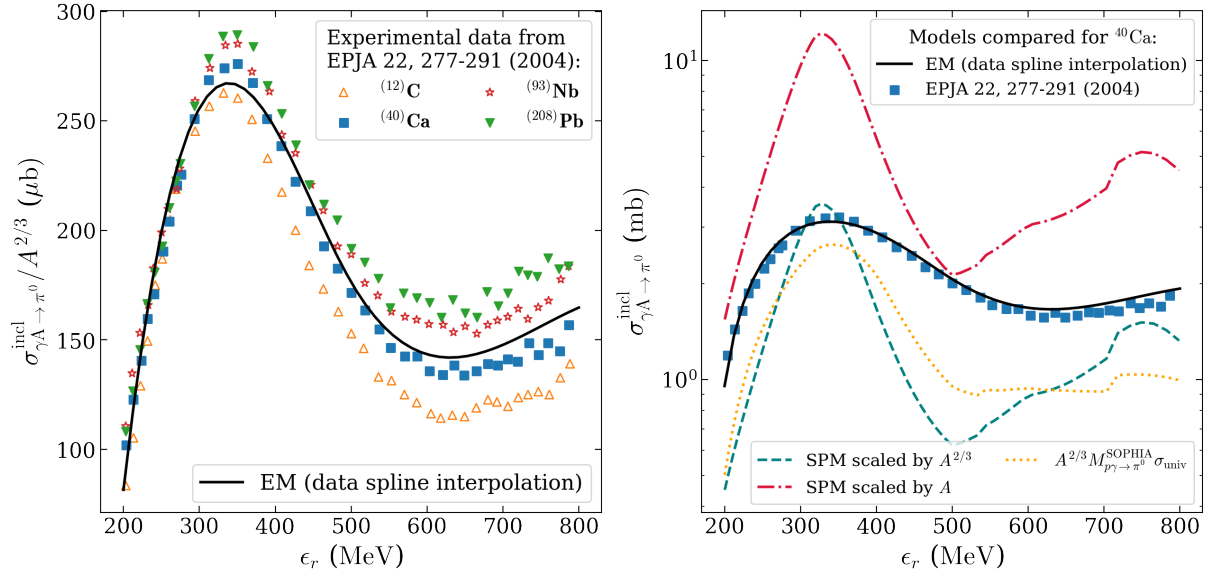 300
250
200
150
100
200
300
400
500
600
700
800
ϵ_r (MeV)
σ^incl_γA→π⁰/A^2/3 (μb)
Experimental data from
EPJA 22, 277-291 (2004):
(12)C
(93)Nb
(40)Ca
(208)Pb
EM (data spline interpolation)
10¹
10⁰
200
300
400
500
600
700
800
ϵ_r (MeV)
σ^incl_γA→π⁰ (mb)
Models compared for ⁴⁰Ca:
EM (data spline interpolation)
EPJA 22, 277-291 (2004)
SPM scaled by A^2/3
SPM scaled by A
A^2/3 M^SOPHIA_pγ→π⁰ σ_univ